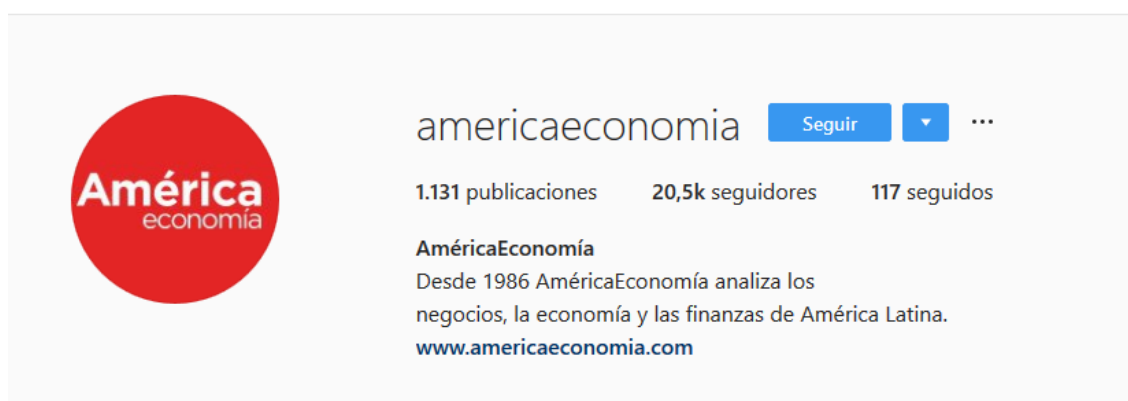 América
economía
americaeconomia Seguir ...
1.131 publicaciones 20,5k seguidores 117 seguidos
AméricaEconomía
Desde 1986 AméricaEconomía analiza los
negocios, la economía y las finanzas de América Latina.
www.americaeconomia.com